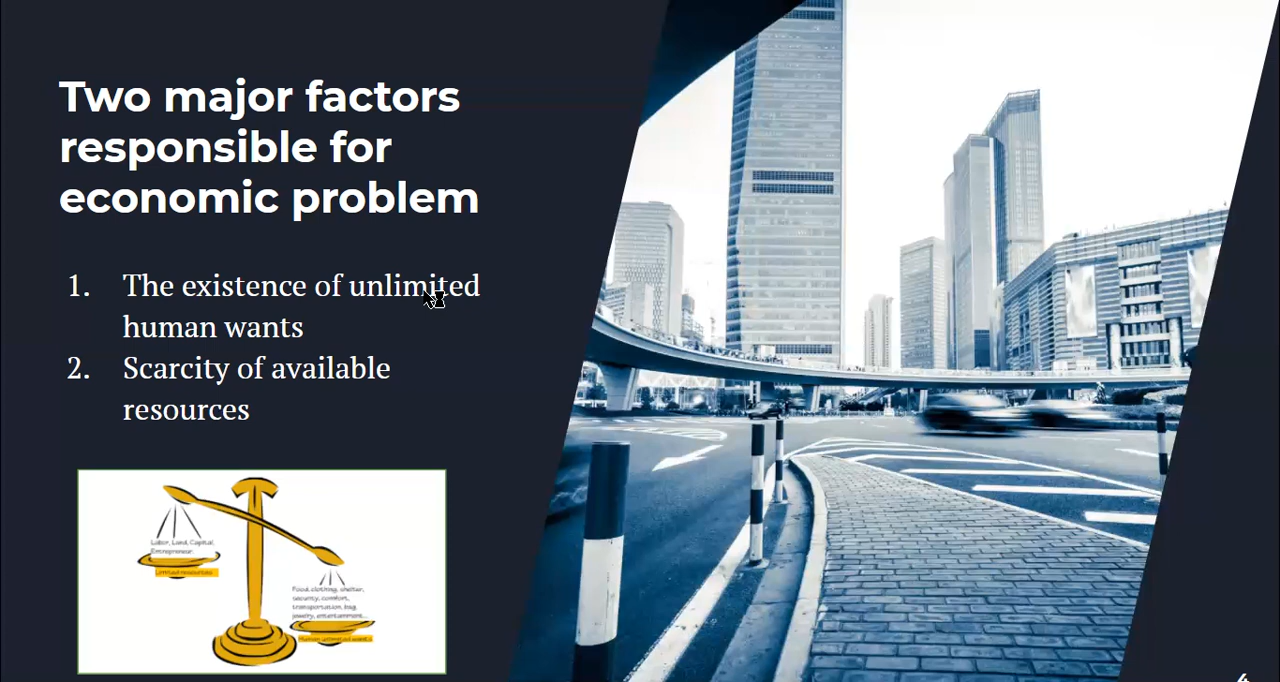 Two major factors
responsible for
economic problem
1. The existence of unlimited
human wants
2. Scarcity of available
resources
Labor, Land, Capital,
Entrepreneur
Limited resources
Food, clothing, shelter,
security, comfort,
transportation, bag,
jewelry, entertainment...
Human unlimited wants
4